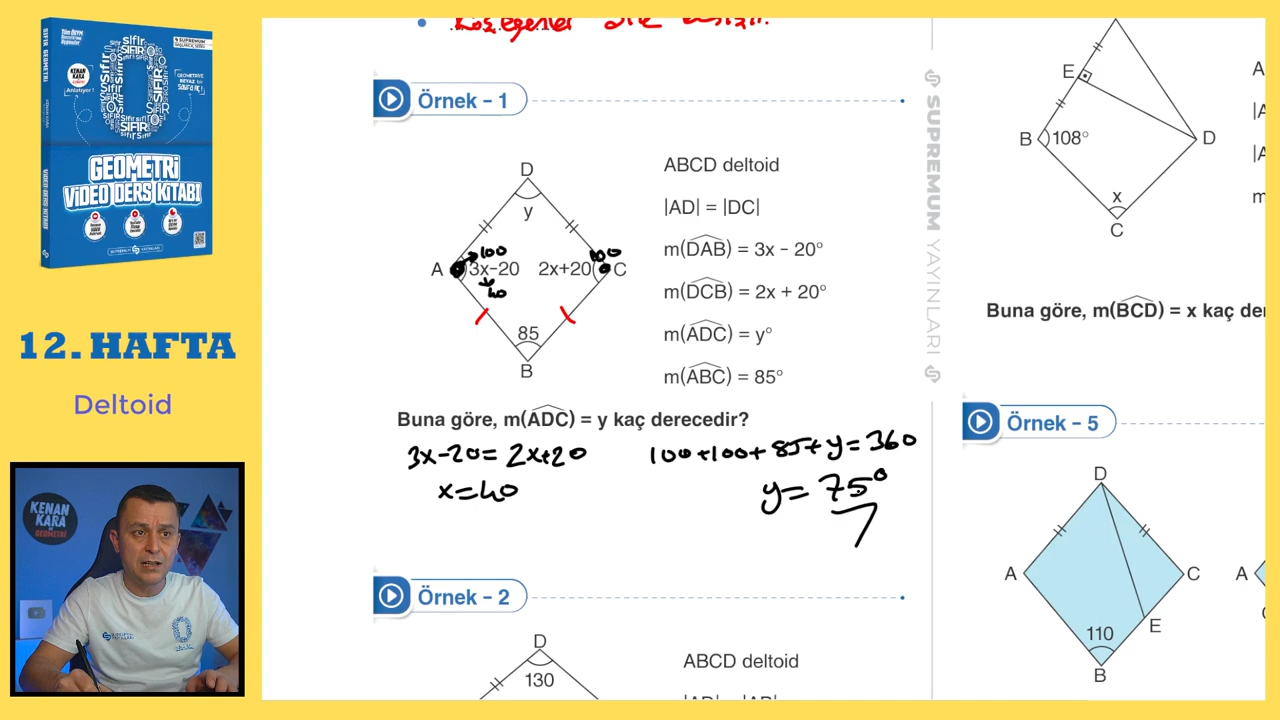 SUPREMUM
GEOMETRİ
VİDEO DERS KİTABI
12. HAFTA
Deltoid
KENAN
KARA
GEOMETRİ
Örnek - 1
D
y
A
100
3x-20
40
2x+20
100
C
85
B
ABCD deltoid
|AD| = |DC|
m(DAB) = 3x - 20°
m(DCB) = 2x + 20°
m(ADC) = y°
m(ABC) = 85°
Buna göre, m(ADC) = y kaç derecedir?
3x-20=2x+20
x=40
100+100+85+y=360
y=75°
Örnek - 2
D
130
ABCD deltoid
SUPREMUM YAYINLARI
E
B
108°
D
x
C
Buna göre, m(BCD) = x kaç der
Örnek - 5
D
A
C
E
110
B
A